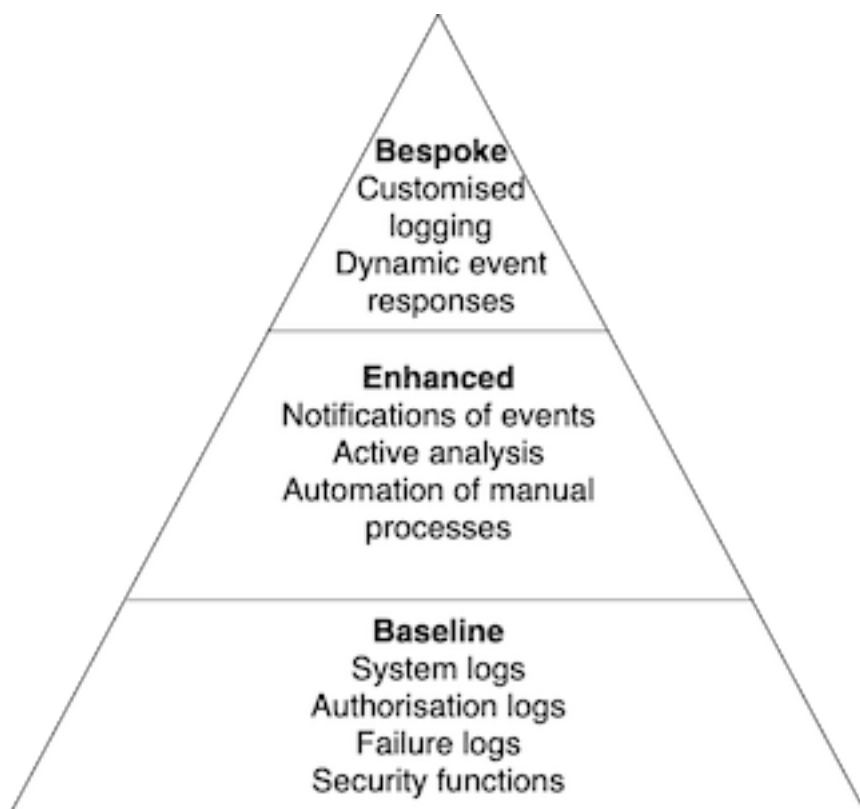 Bespoke
Customised
logging
Dynamic event
responses
Enhanced
Notifications of events
Active analysis
Automation of manual
processes
Baseline
System logs
Authorisation logs
Failure logs
Security functions